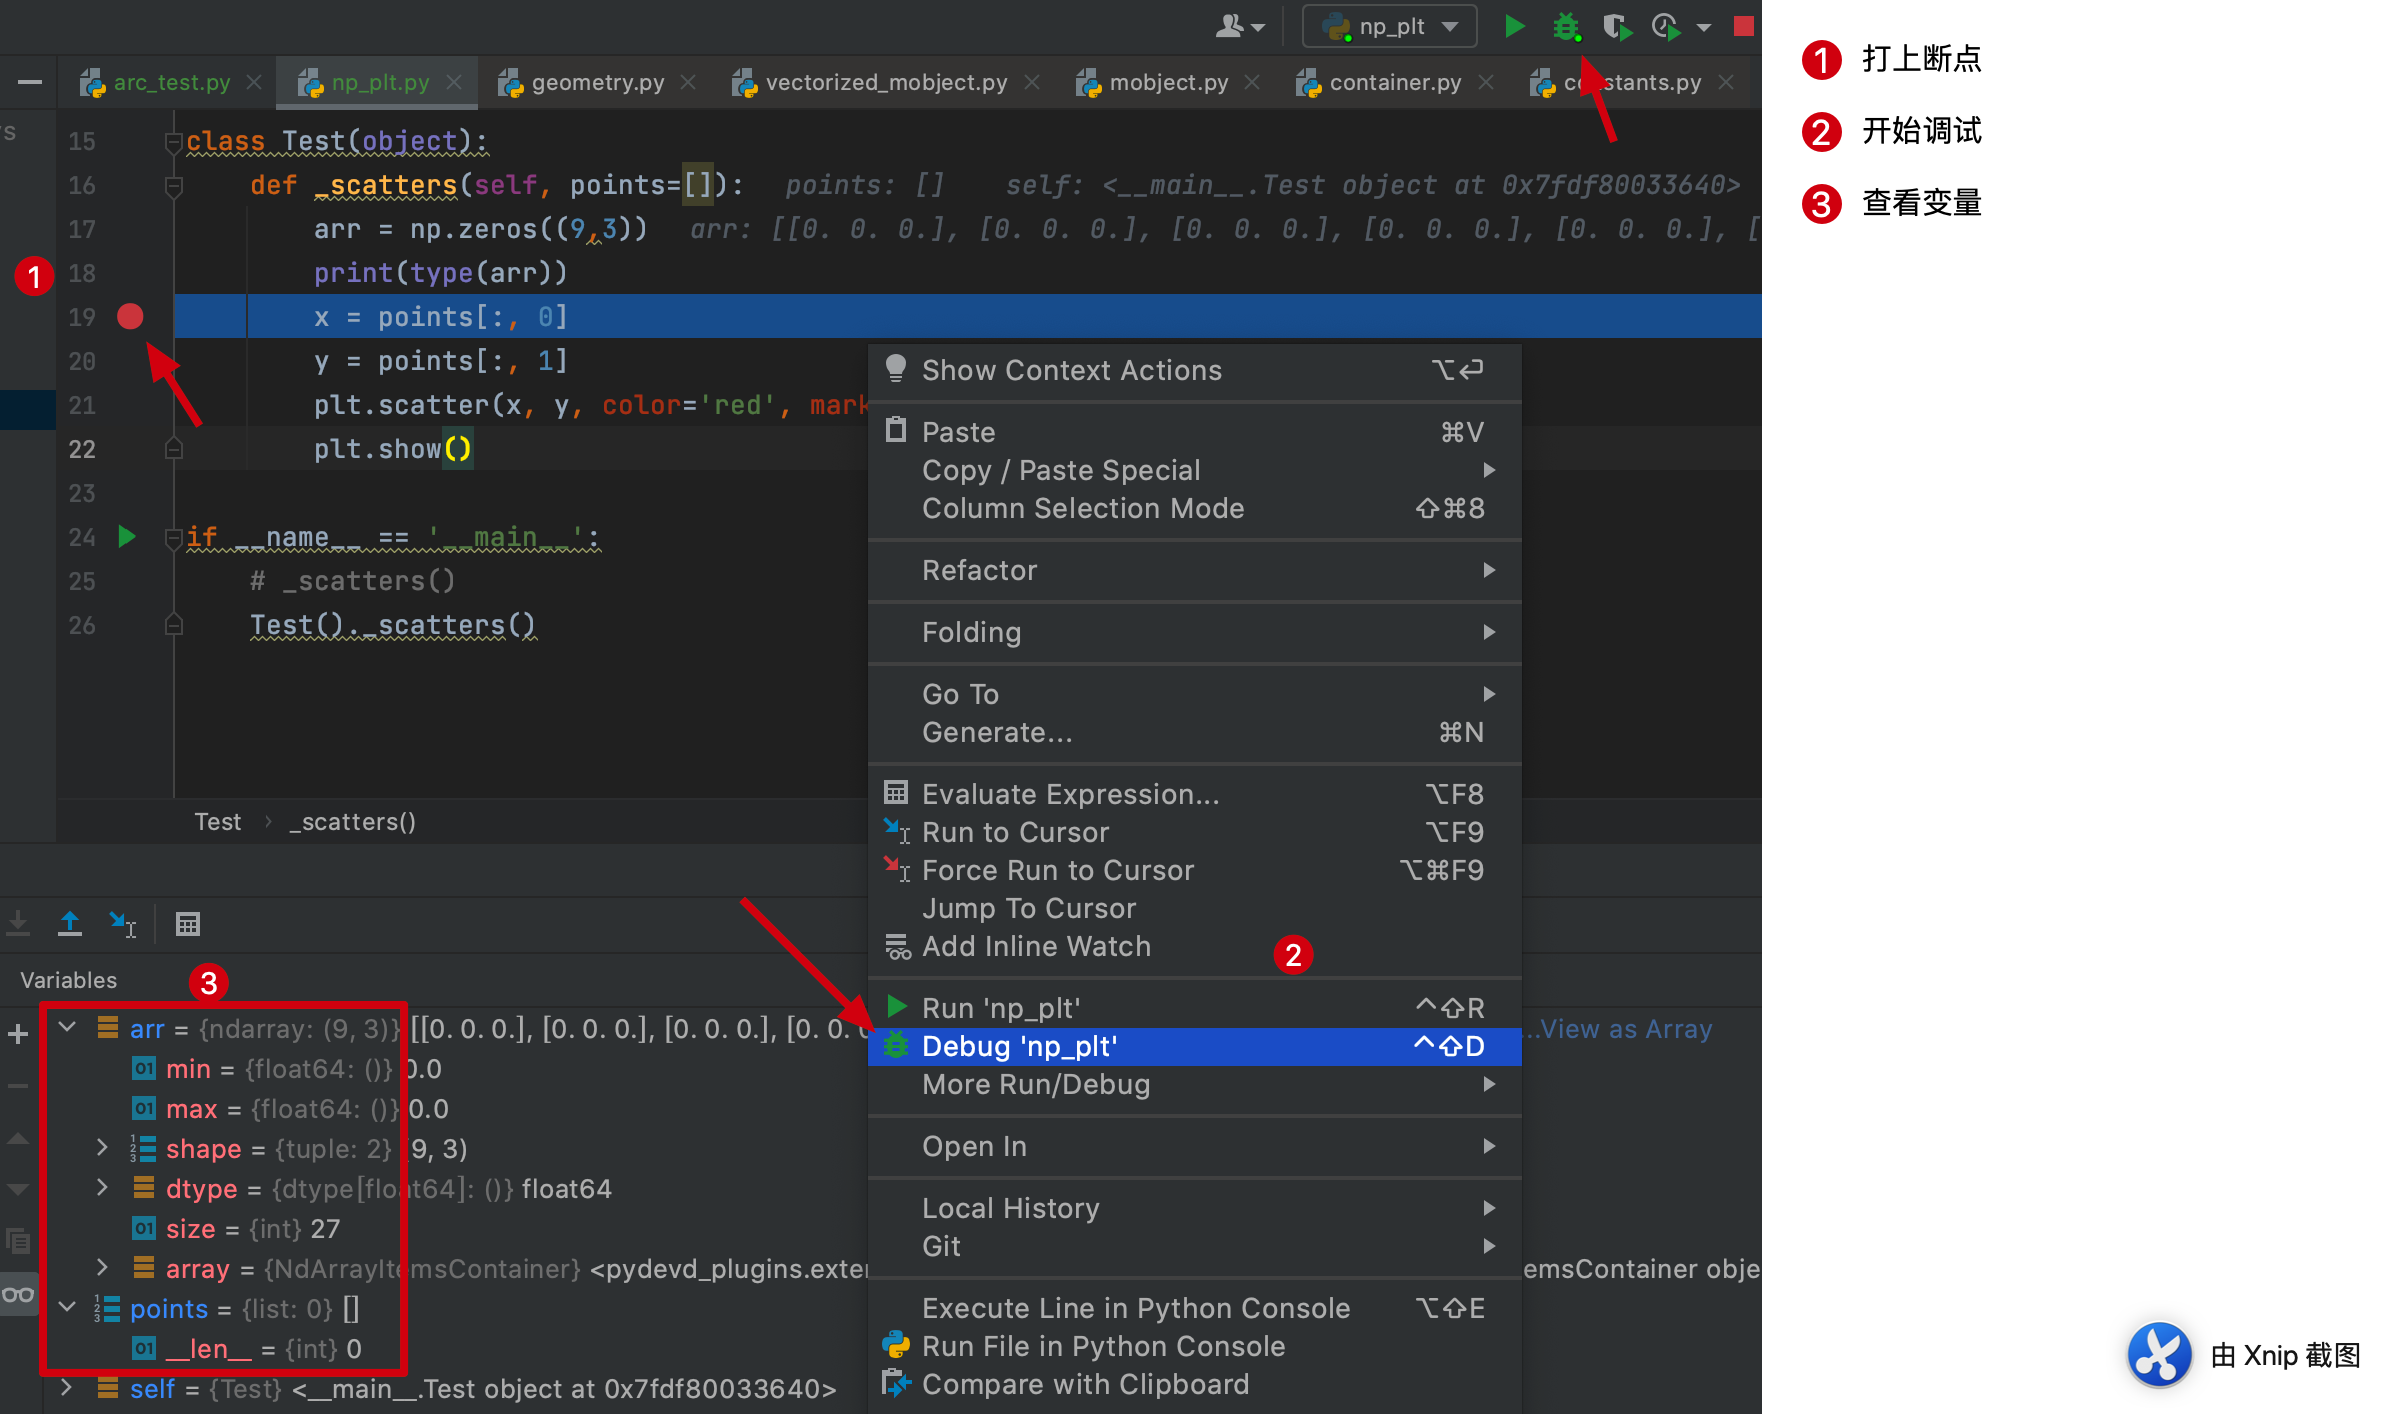 np_plt
arc_test.py
np_plt.py
geometry.py
vectorized_mobject.py
mobject.py
container.py
constants.py
15 class Test(object):
16 def _scatters(self, points=[]): points: [] self: <__main__.Test object at 0x7fdf80033640>
17 arr = np.zeros((9,3)) arr: [[0. 0. 0.], [0. 0. 0.], [0. 0. 0.], [0. 0. 0.], [0. 0. 0.], [
1 18 print(type(arr))
19 x = points[:, 0]
20 y = points[:, 1]
21 plt.scatter(x, y, color='red', mark
22 plt.show()
23
24 if __name__ == '__main__':
25 # _scatters()
26 Test()._scatters()
Test › _scatters()
Variables
3
arr = {ndarray: (9, 3)} [[0. 0. 0.], [0. 0. 0.], [0. 0. 0.], [0. 0. 0 ...View as Array
01 min = {float64: ()} 0.0
01 max = {float64: ()} 0.0
shape = {tuple: 2} (9, 3)
dtype = {dtype[float64]: ()} float64
01 size = {int} 27
array = {NdArrayItemsContainer} <pydevd_plugins.exter emsContainer obje
points = {list: 0} []
01 __len__ = {int} 0
self = {Test} <__main__.Test object at 0x7fdf80033640>
Show Context Actions ⌥⏎
Paste ⌘V
Copy / Paste Special
Column Selection Mode ⇧⌘8
Refactor
Folding
Go To
Generate... ⌘N
Evaluate Expression... ⌥F8
Run to Cursor ⌥F9
Force Run to Cursor ⌥⌘F9
Jump To Cursor
Add Inline Watch
2
Run 'np_plt' ^⇧R
Debug 'np_plt' ^⇧D
More Run/Debug
Open In
Local History
Git
Execute Line in Python Console ⌥⇧E
Run File in Python Console
Compare with Clipboard
1 打上断点
2 开始调试
3 查看变量
由 Xnip 截图